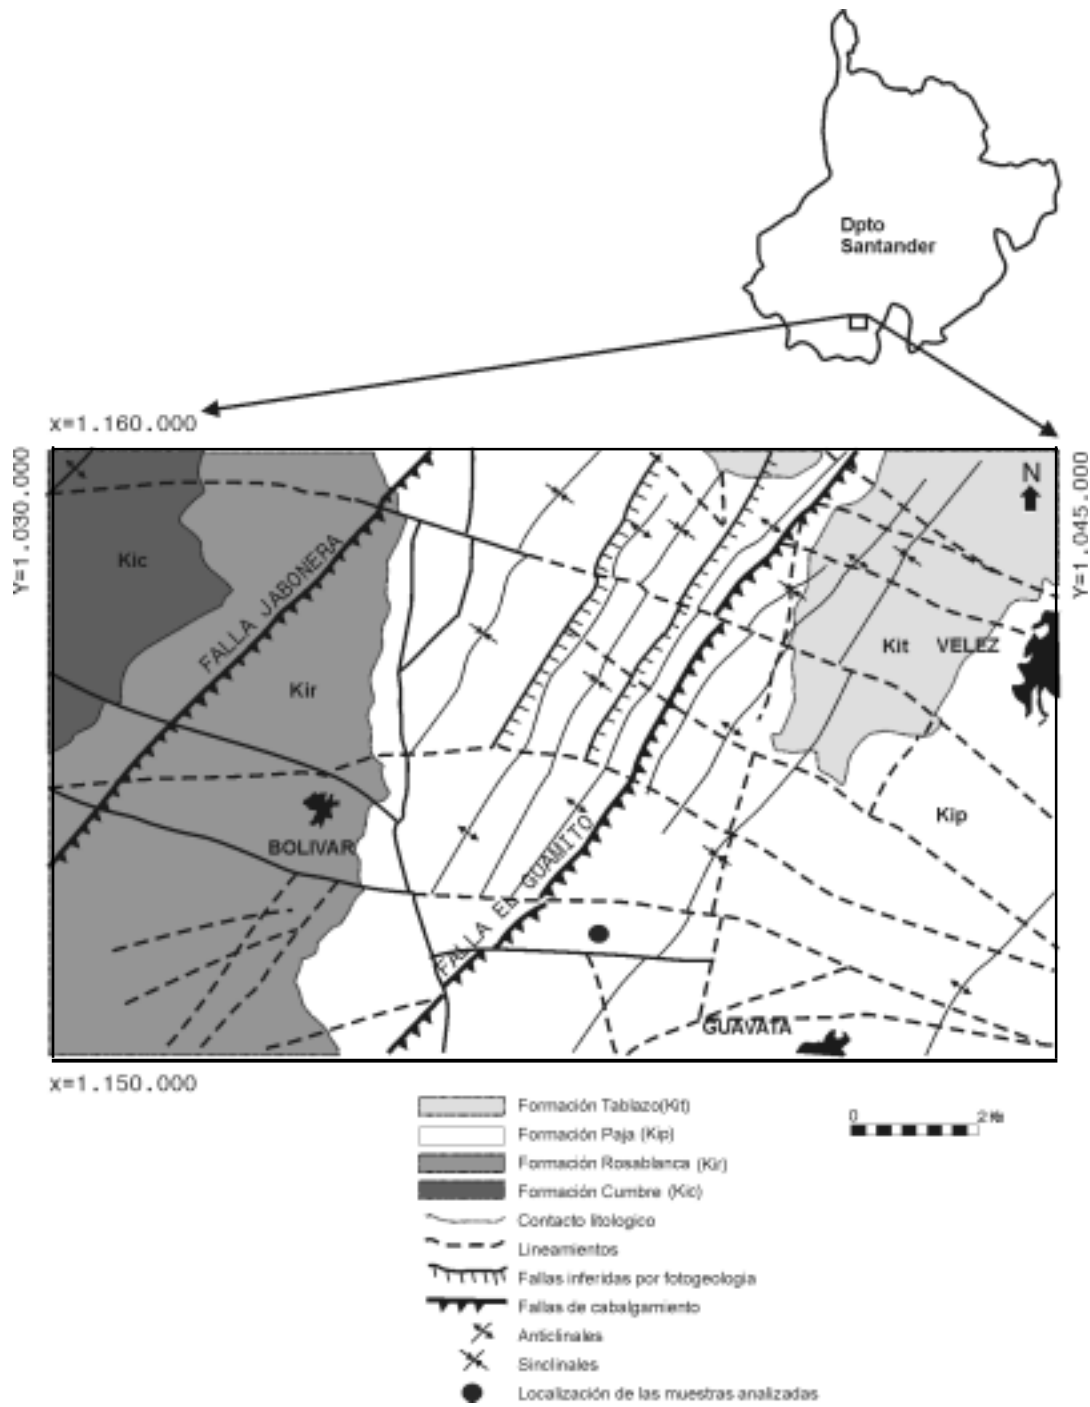 Dpto
Santander
x=1.160.000
Y=1.030.000
Y=1,045.000
N
Kic
FALLA JABONERA
Kir
Kit
VELEZ
BOLIVAR
Kip
FALLA EL GUAMITO
GUAVATA
x=1.150.000
Formación Tablazo(Kit)
Formación Paja (Kip)
Formación Rosablanca (Kir)
Formación Cumbre (Kic)
Contacto litologico
Lineamientos
Fallas inferidas por fotogeología
Fallas de cabalgamiento
Anticlinales
Sinclinales
Localización de las muestras analizadas
0
2